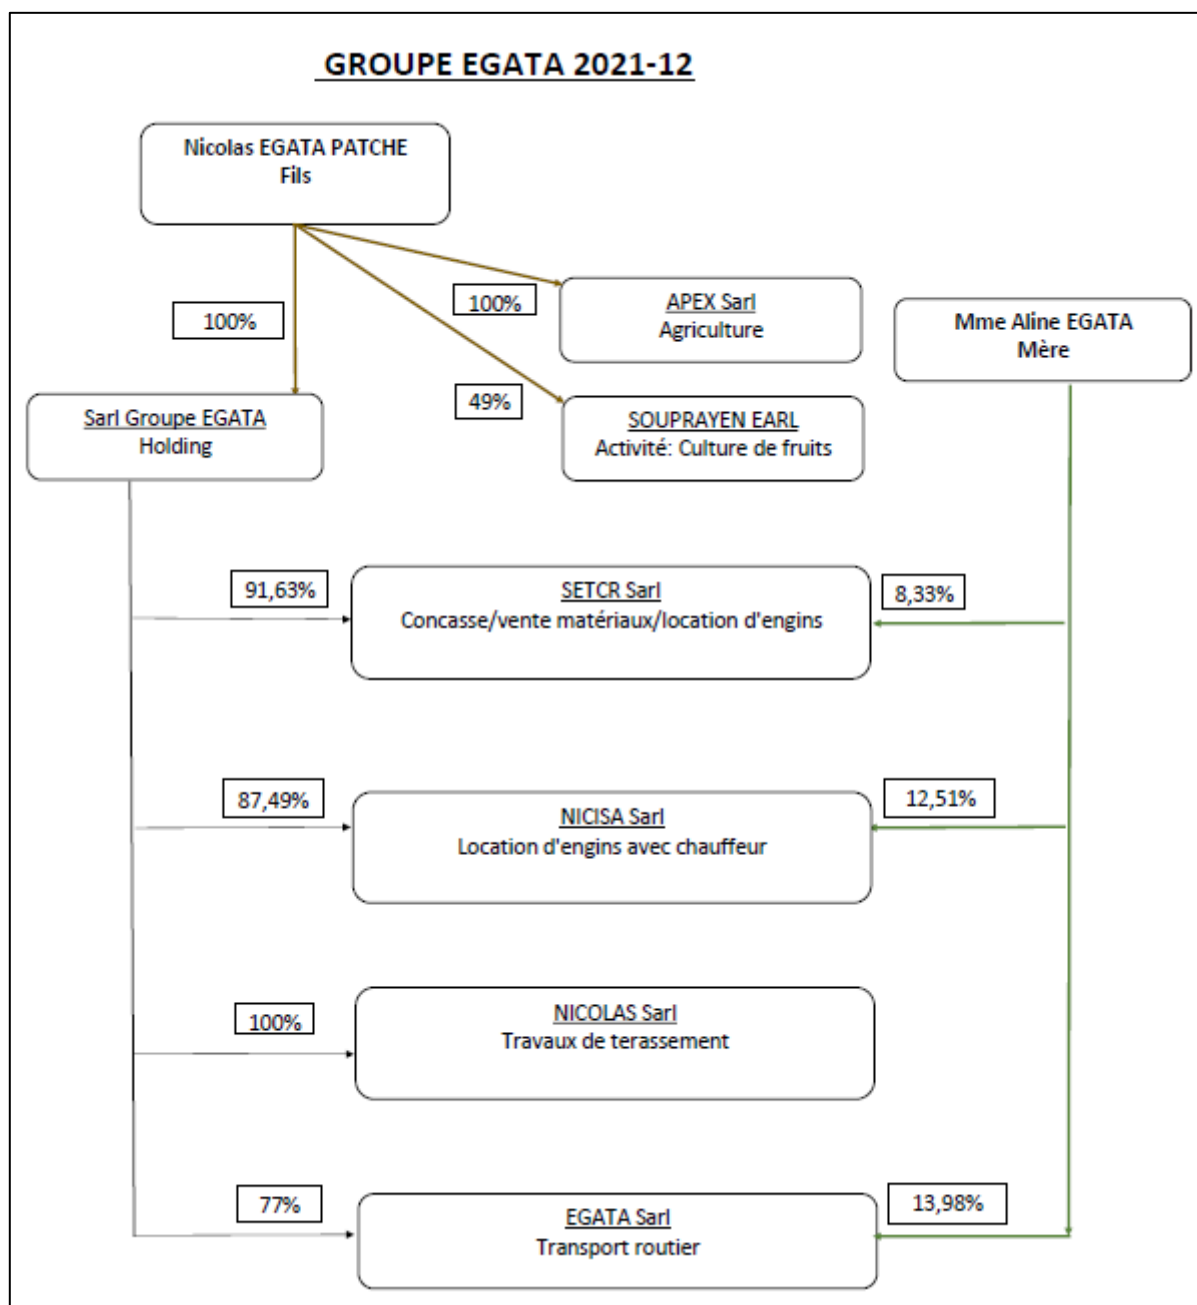 GROUPE EGATA 2021-12
Nicolas EGATA PATCHE
Fils
100%
100%
APEX Sarl
Agriculture
Mme Aline EGATA
Mère
49%
SOUPRAYEN EARL
Activité: Culture de fruits
Sarl Groupe EGATA
Holding
91,63%
SETCR Sarl
Concasse/vente matériaux/location d'engins
8,33%
87,49%
NICISA Sarl
Location d'engins avec chauffeur
12,51%
100%
NICOLAS Sarl
Travaux de terassement
77%
EGATA Sarl
Transport routier
13,98%